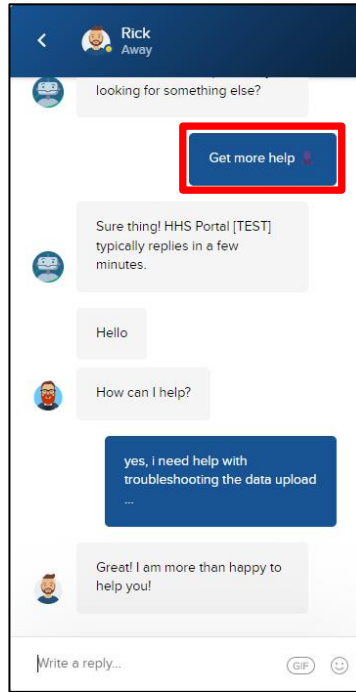 Rick
Away
looking for something else?
Get more help
Sure thing! HHS Portal [TEST]
typically replies in a few
minutes.
Hello
How can I help?
yes, i need help with
troubleshooting the data upload
...
Great! I am more than happy to
help you!
Write a reply...
GIF